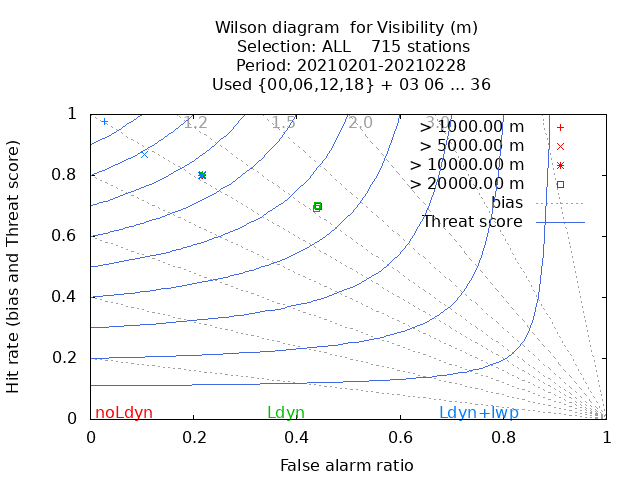 Wilson diagram for Visibility (m)
Selection: ALL 715 stations
Period: 20210201-20210228
Used {00,06,12,18} + 03 06 ... 36
Hit rate (bias and Threat score)
1
0.8
0.6
0.4
0.2
0
1.2
1.5
2.0
3.0
> 1000.00 m
> 5000.00 m
> 10000.00 m
> 20000.00 m
bias
Threat score
noLdyn
Ldyn
Ldyn+lwp
0
0.2
0.4
0.6
0.8
1
False alarm ratio